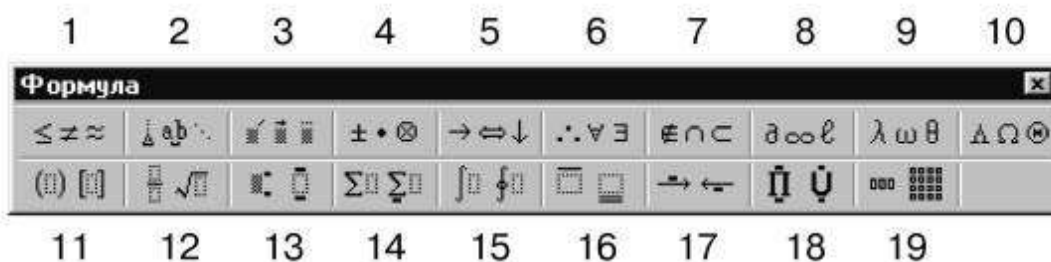 1 2 3 4 5 6 7 8 9 10
Формула
≤ ≠ ≈ a͟b ⋱ ± • ⊗ → ⇔ ↓ ∴ ∀ ∃ ∉ ∩ ⊂ ∂ ∞ ℓ λ ω θ Λ Ω Θ
(▯) [▯] √▯ Σ▯ Σ▯ ∫▯ ∮▯ → ← Π̄ U̇
11 12 13 14 15 16 17 18 19